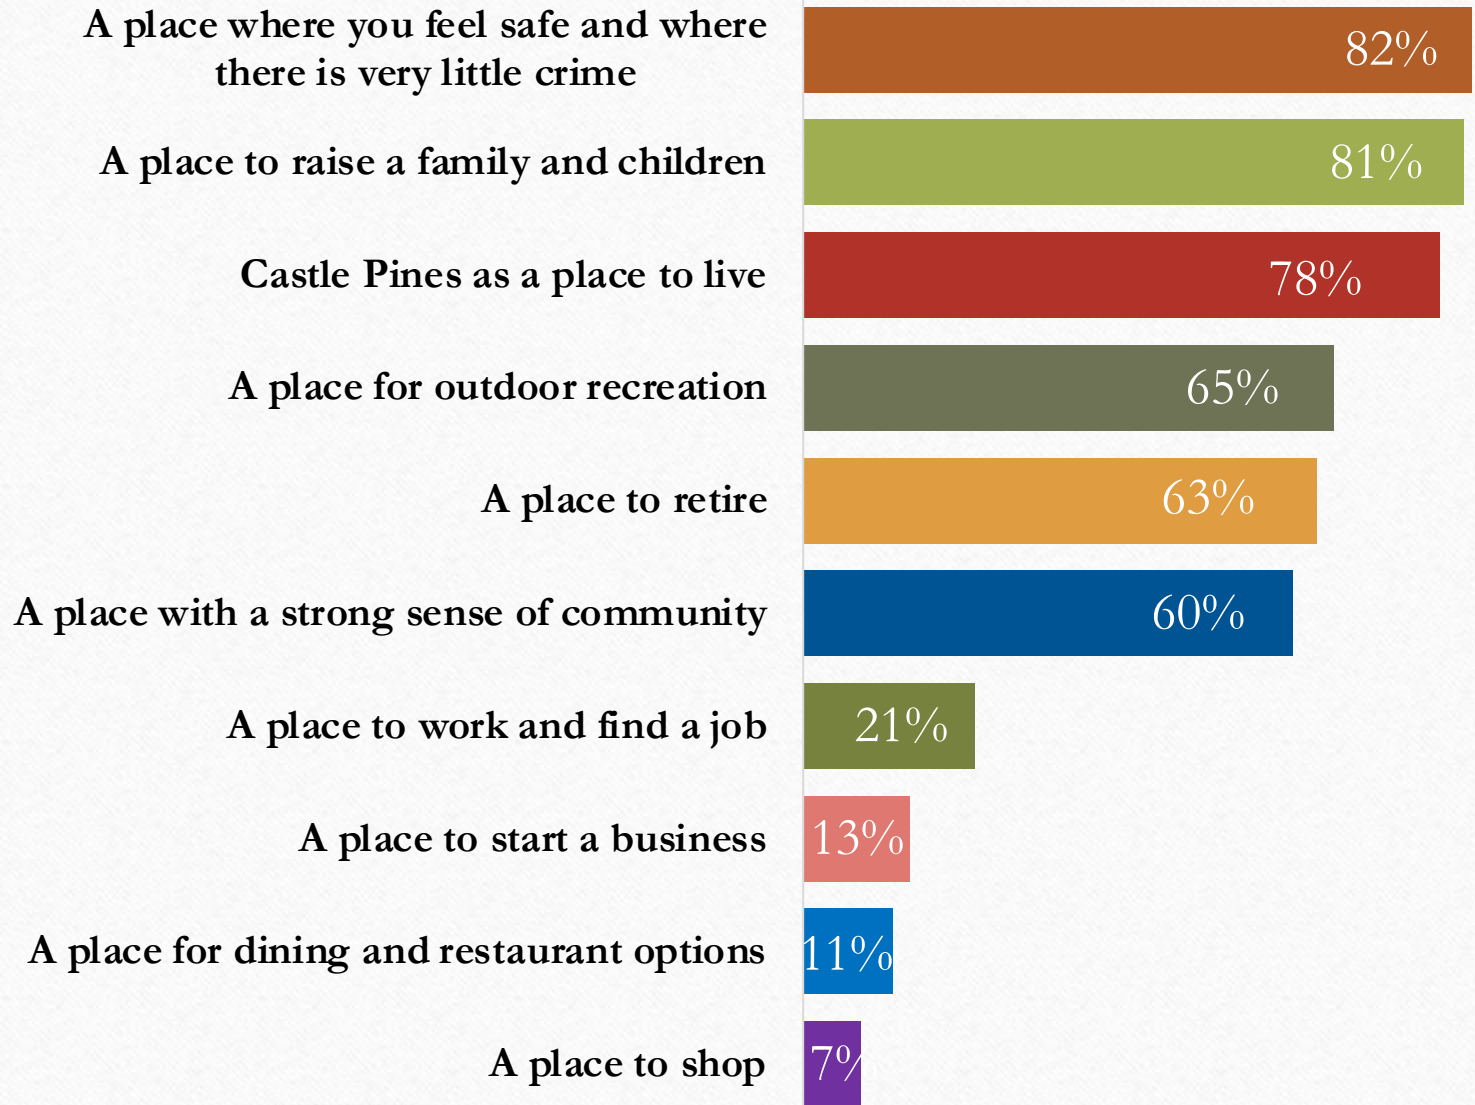 A place where you feel safe and where
there is very little crime
82%
A place to raise a family and children
81%
Castle Pines as a place to live
78%
A place for outdoor recreation
65%
A place to retire
63%
A place with a strong sense of community
60%
A place to work and find a job
21%
A place to start a business
13%
A place for dining and restaurant options
11%
A place to shop
7%